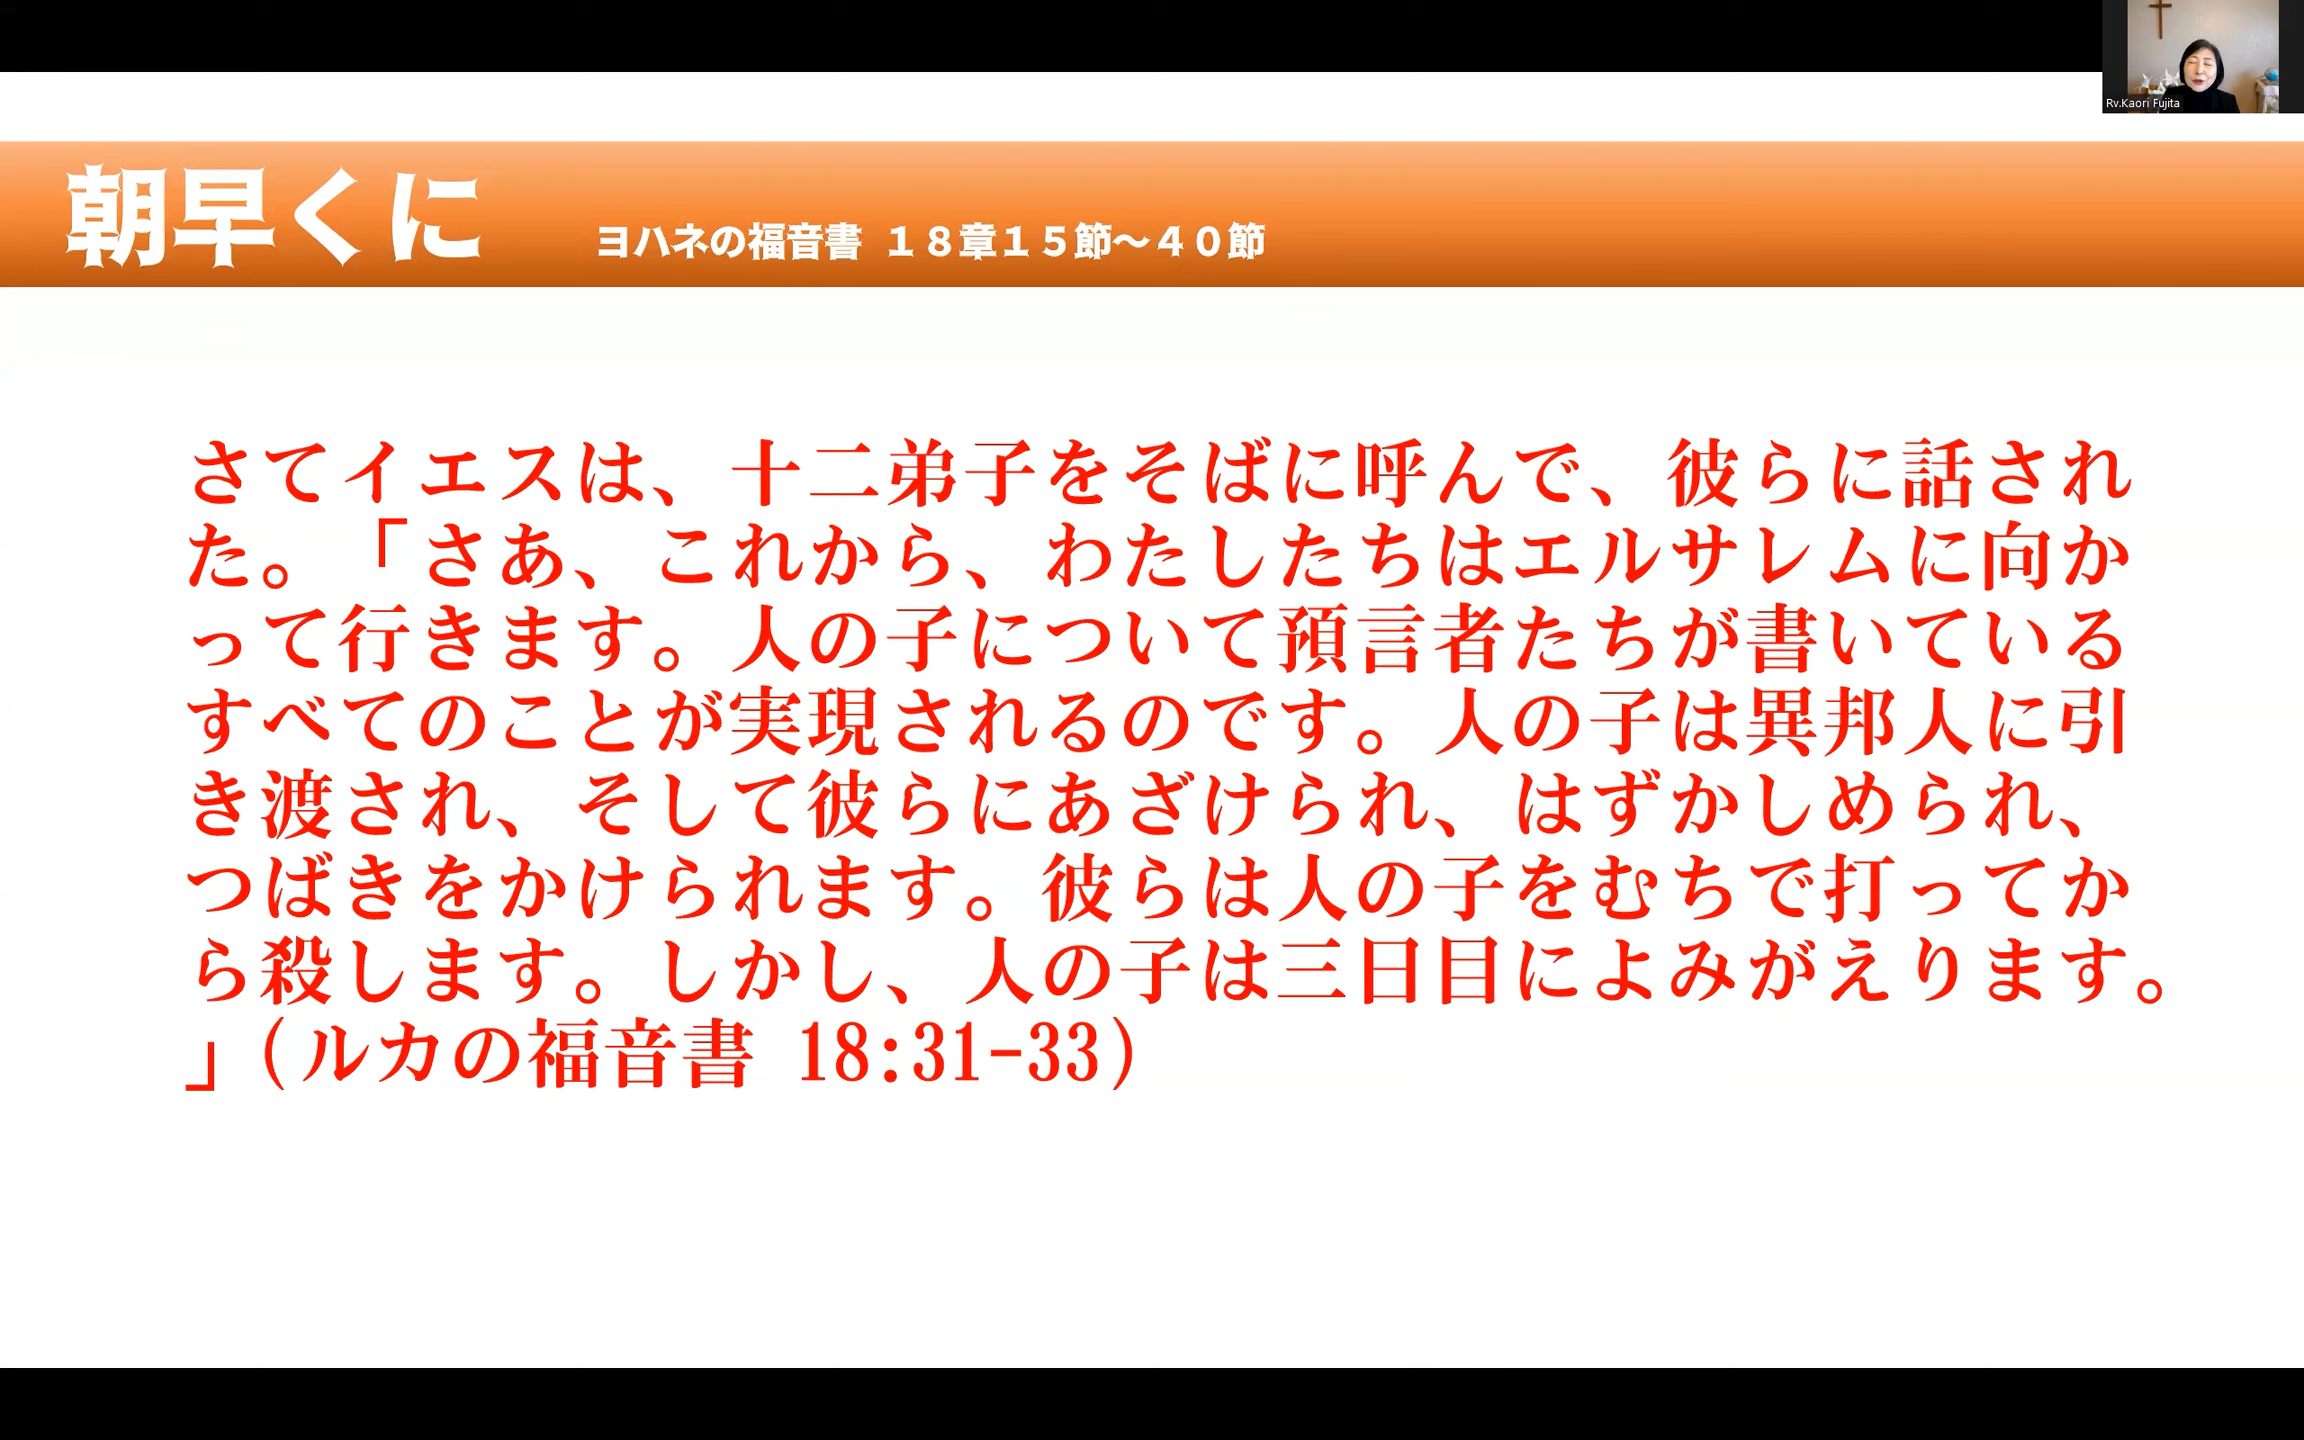 Rv.Kaori Fujita
朝早くに
ヨハネの福音書 １８章１５節～４０節
さてイエスは、十二弟子をそばに呼んで、彼らに話され
た。「さあ、これから、わたしたちはエルサレムに向か
って行きます。人の子について預言者たちが書いている
すべてのことが実現されるのです。人の子は異邦人に引
き渡され、そして彼らにあざけられ、はずかしめられ、
つばきをかけられます。彼らは人の子をむちで打ってか
ら殺します。しかし、人の子は三日目によみがえります。
」(ルカの福音書 18:31-33)